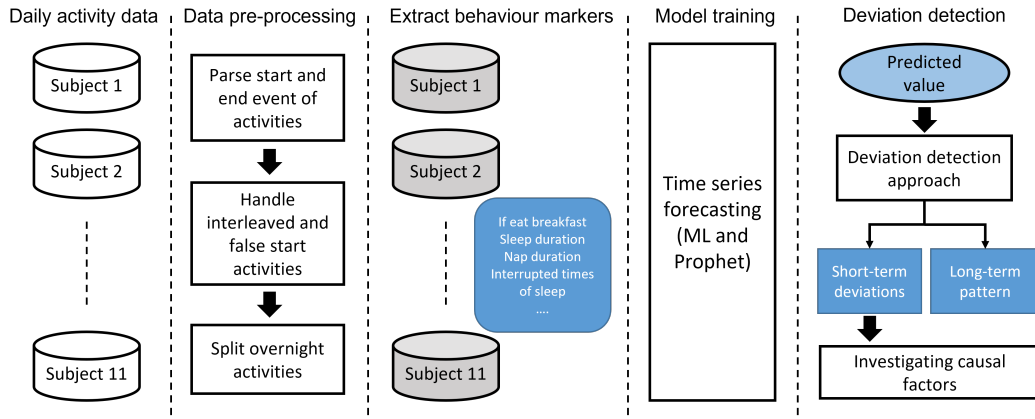 Daily activity data
Data pre-processing
Extract behaviour markers
Model training
Deviation detection
Subject 1
Subject 2
Subject 11
Parse start and
end event of
activities
Handle
interleaved and
false start
activities
Split overnight
activities
Subject 1
Subject 2
If eat breakfast
Sleep duration
Nap duration
Interrupted times
of sleep
....
Subject 11
Time series
forecasting
(ML and
Prophet)
Predicted
value
Deviation detection
approach
Short-term
deviations
Long-term
pattern
Investigating causal
factors